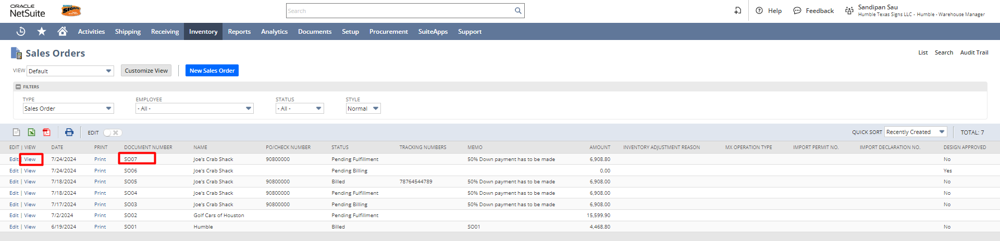 ORACLE
NetSuite
SIGNS
Search
Help
Feedback
Sandipan Sau
Humble Texas Signs LLC - Humble - Warehouse Manager
Activities Shipping Receiving Inventory Reports Analytics Documents Setup Procurement SuiteApps Support
Sales Orders
List Search Audit Trail
VIEW Default Customize View New Sales Order
FILTERS
TYPE EMPLOYEE STATUS STYLE
Sales Order - All - - All - Normal
EDIT QUICK SORT Recently Created TOTAL: 7
EDIT | VIEW DATE PRINT DOCUMENT NUMBER NAME PO/CHECK NUMBER STATUS TRACKING NUMBERS MEMO AMOUNT INVENTORY ADJUSTMENT REASON MX OPERATION TYPE IMPORT PERMIT NO. IMPORT DECLARATION NO. DESIGN APPROVED
Edit | View 7/24/2024 Print SO07 Joe's Crab Shack 90800000 Pending Fulfillment 50% Down payment has to be made 6,908.80 No
Edit | View 7/24/2024 Print SO06 Joe's Crab Shack Pending Billing 0.00 Yes
Edit | View 7/18/2024 Print SO05 Joe's Crab Shack 90800000 Billed 78764544789 50% Down payment has to be made 6,908.00 No
Edit | View 7/18/2024 Print SO04 Joe's Crab Shack 90800000 Pending Fulfillment 50% Down payment has to be made 6,908.80 No
Edit | View 7/17/2024 Print SO03 Joe's Crab Shack 90800000 Pending Billing 50% Down payment has to be made 6,908.00 No
Edit | View 7/2/2024 Print SO02 Golf Cars of Houston Pending Fulfillment 15,599.90
Edit | View 6/19/2024 Print SO01 Humble Billed SO01 4,468.80 No